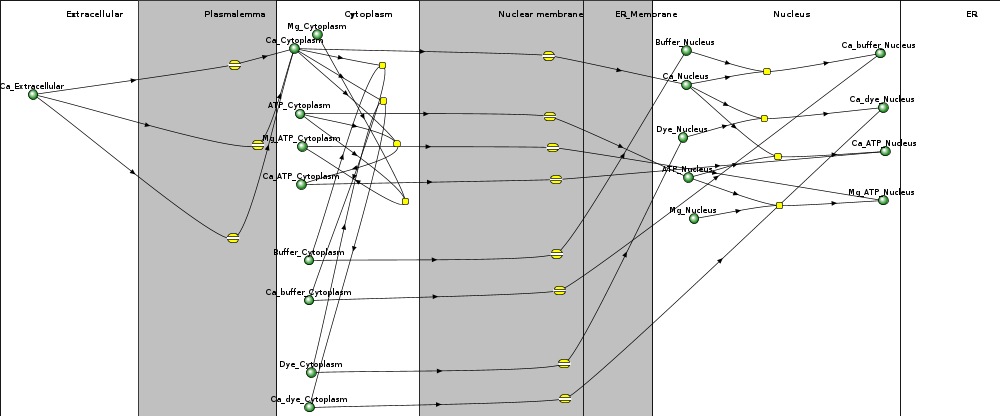 Extracellular
Plasmalemma
Cytoplasm
Nuclear membrane
ER_Membrane
Nucleus
ER
Mg_Cytoplasm
Ca_Cytoplasm
Buffer_Nucleus
Ca_buffer_Nucleus
Ca_Nucleus
Ca_Extracellular
ATP_Cytoplasm
Ca_dye_Nucleus
Dye_Nucleus
Mg_ATP_Cytoplasm
Ca_ATP_Nucleus
ATP_Nucleus
Ca_ATP_Cytoplasm
Mg_ATP_Nucleus
Mg_Nucleus
Buffer_Cytoplasm
Ca_buffer_Cytoplasm
Dye_Cytoplasm
Ca_dye_Cytoplasm